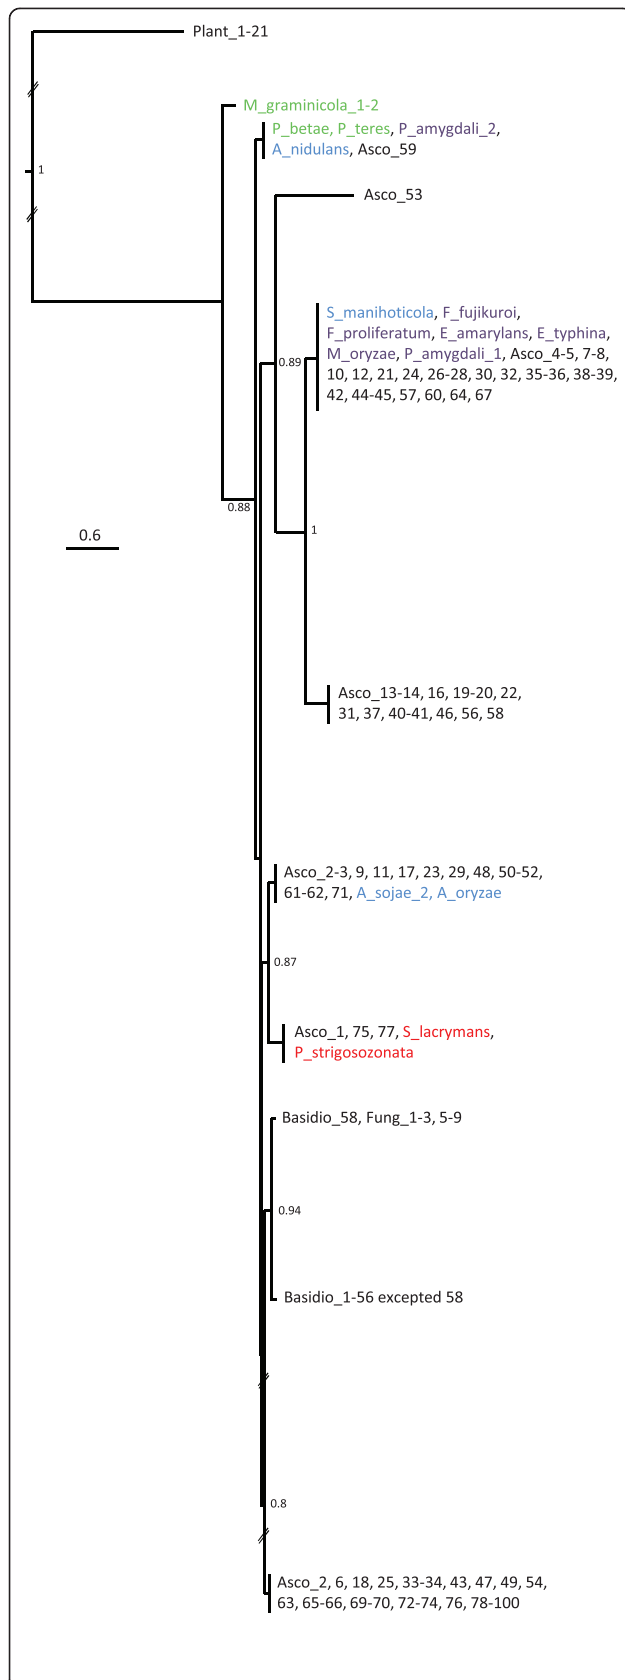 Plant_1-21
1
M_graminicola_1-2
P_betae, P_teres, P_amygdali_2,
A_nidulans, Asco_59
Asco_53
S_manihoticola, F_fujikuroi,
F_proliferatum, E_amarylans, E_typhina,
M_oryzae, P_amygdali_1, Asco_4-5, 7-8,
10, 12, 21, 24, 26-28, 30, 32, 35-36, 38-39,
42, 44-45, 57, 60, 64, 67
0.89
0.88
0.6
1
Asco_13-14, 16, 19-20, 22,
31, 37, 40-41, 46, 56, 58
Asco_2-3, 9, 11, 17, 23, 29, 48, 50-52,
61-62, 71, A_sojae_2, A_oryzae
0.87
Asco_1, 75, 77, S_lacrymans,
P_strigosozonata
Basidio_58, Fung_1-3, 5-9
0.94
Basidio_1-56 excepted 58
0.8
Asco_2, 6, 18, 25, 33-34, 43, 47, 49, 54,
63, 65-66, 69-70, 72-74, 76, 78-100